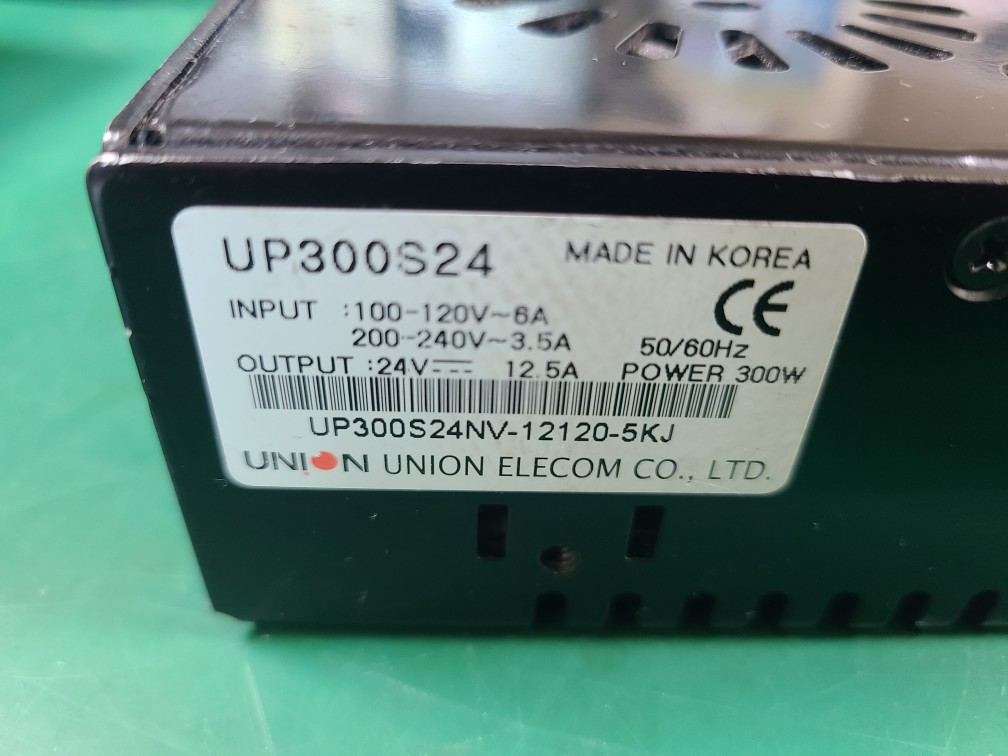 UP300S24 MADE IN KOREA
INPUT :100-120V~6A CE
200-240V~3.5A 50/60Hz
OUTPUT :24V⎓ 12.5A POWER 300W
UP300S24NV-12120-5KJ
UNION UNION ELECOM CO., LTD.